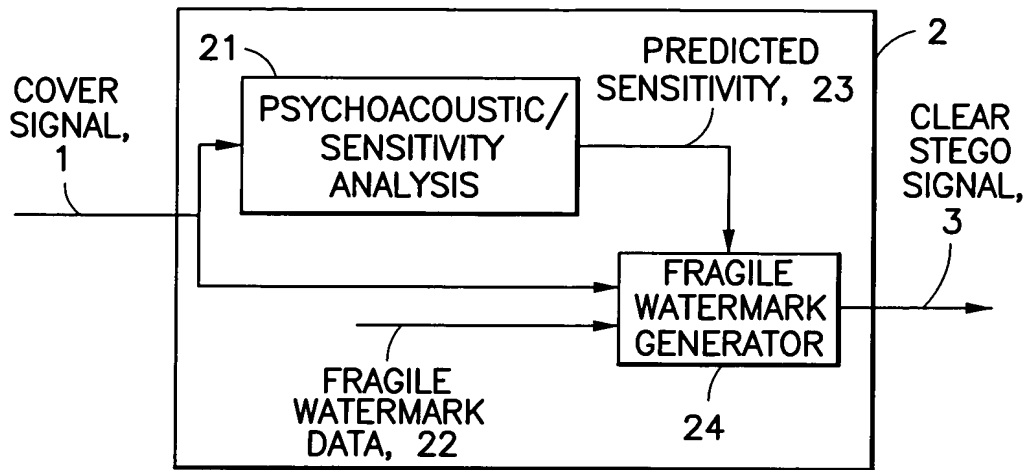 21
PREDICTED
SENSITIVITY, 23
2
COVER
SIGNAL,
1
PSYCHOACOUSTIC/
SENSITIVITY
ANALYSIS
CLEAR
STEGO
SIGNAL,
3
FRAGILE
WATERMARK
GENERATOR
FRAGILE
WATERMARK
DATA, 22
24